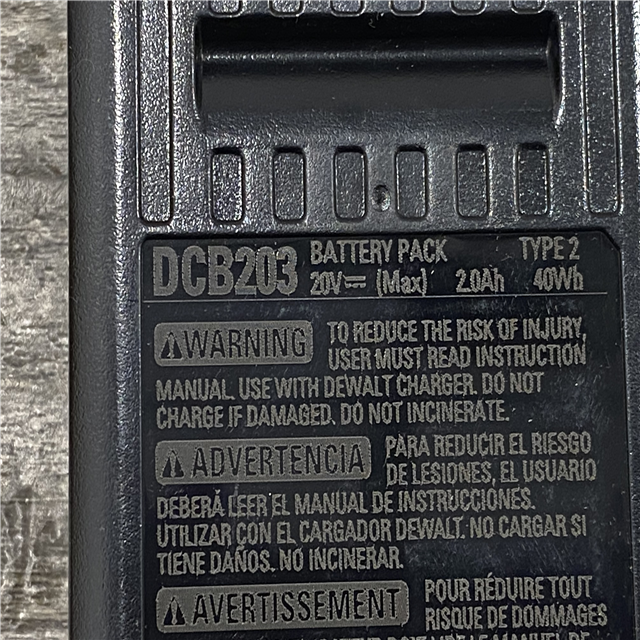 DCB203 BATTERY PACK TYPE 2
20V⎓ (Max) 2.0Ah 40Wh
⚠WARNING TO REDUCE THE RISK OF INJURY,
USER MUST READ INSTRUCTION
MANUAL. USE WITH DEWALT CHARGER. DO NOT
CHARGE IF DAMAGED. DO NOT INCINERATE.
⚠ADVERTENCIA PARA REDUCIR EL RIESGO
DE LESIONES, EL USUARIO
DEBERÁ LEER EL MANUAL DE INSTRUCCIONES.
UTILIZAR CON EL CARGADOR DEWALT. NO CARGAR SI
TIENE DAÑOS. NO INCINERAR.
⚠AVERTISSEMENT POUR RÉDUIRE TOUT
RISQUE DE DOMMAGES